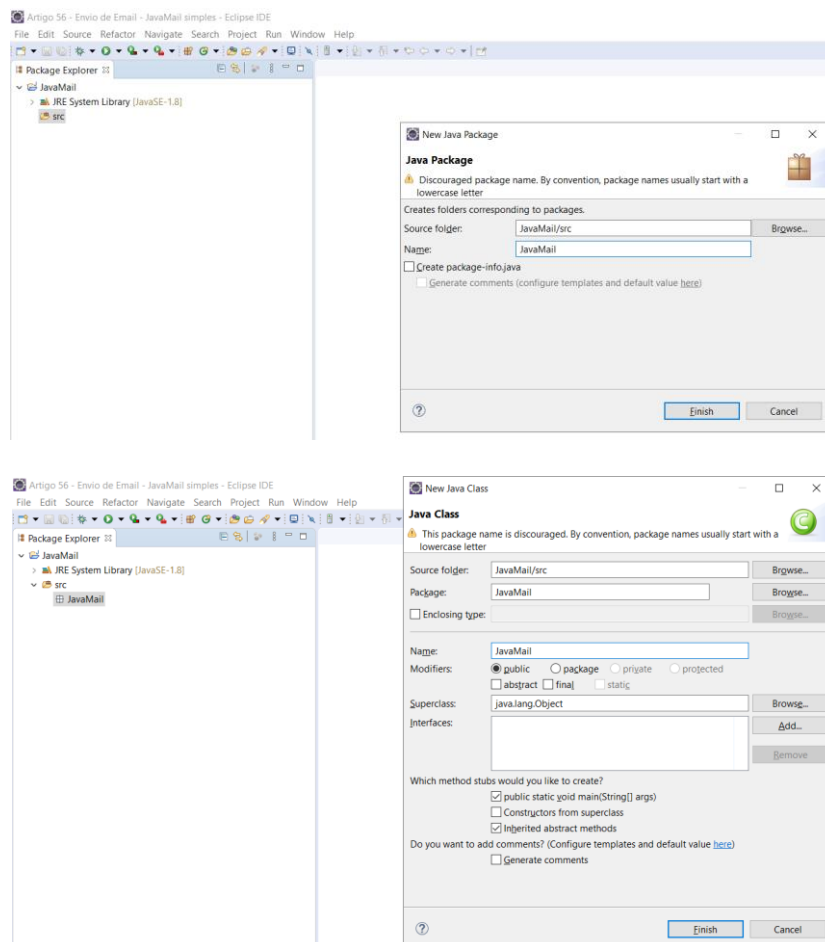 Artigo 56 - Envio de Email - JavaMail simples - Eclipse IDE
File Edit Source Refactor Navigate Search Project Run Window Help
Package Explorer
JavaMail
JRE System Library [JavaSE-1.8]
src
New Java Package
Java Package
Discouraged package name. By convention, package names usually start with a
lowercase letter
Creates folders corresponding to packages.
Source folder: JavaMail/src Browse...
Name: JavaMail
Create package-info.java
Generate comments (configure templates and default value here)
Finish Cancel
Artigo 56 - Envio de Email - JavaMail simples - Eclipse IDE
File Edit Source Refactor Navigate Search Project Run Window Help
Package Explorer
JavaMail
JRE System Library [JavaSE-1.8]
src
JavaMail
New Java Class
Java Class
This package name is discouraged. By convention, package names usually start with a
lowercase letter
Source folder: JavaMail/src Browse...
Package: JavaMail Browse...
Enclosing type: Browse...
Name: JavaMail
Modifiers: public package private protected
abstract final static
Superclass: java.lang.Object Browse...
Interfaces: Add...
Remove
Which method stubs would you like to create?
public static void main(String[] args)
Constructors from superclass
Inherited abstract methods
Do you want to add comments? (Configure templates and default value here)
Generate comments
Finish Cancel